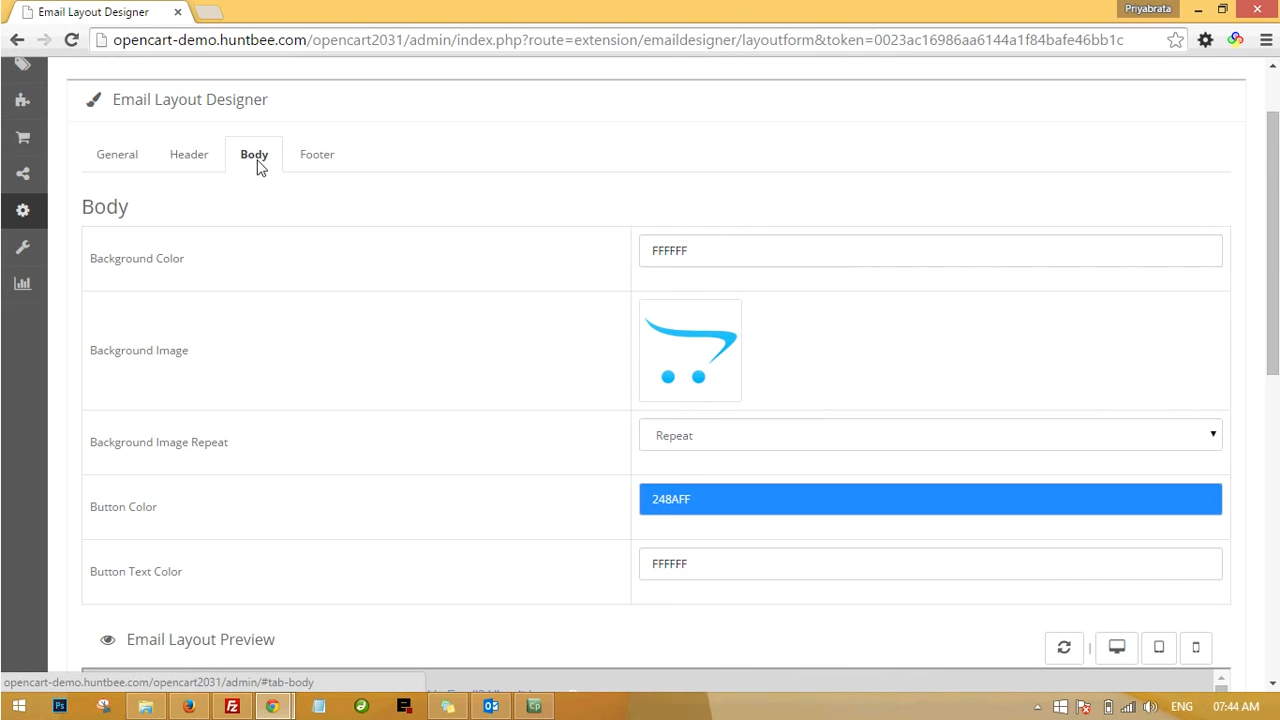 Email Layout Designer
Priyabrata
opencart-demo.huntbee.com/opencart2031/admin/index.php?route=extension/emaildesigner/layoutform&token=0023ac16986aa6144a1f84bafe46bb1c
Email Layout Designer
General
Header
Body
Footer
Body
Background Color
FFFFFF
Background Image
Background Image Repeat
Repeat
Button Color
248AFF
Button Text Color
FFFFFF
Email Layout Preview
opencart-demo.huntbee.com/opencart2031/admin/#tab-body
Ps
Fz
Cp
ENG
07:44 AM